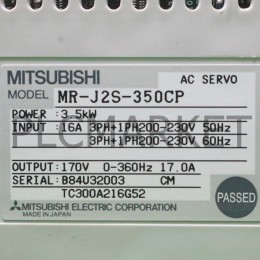 MITSUBISHI
AC SERVO
MODEL MR-J2S-350CP
POWER : 3.5kW
INPUT : 16A 3PH+1PH200-230V 50Hz
3PH+1PH200-230V 60Hz
OUTPUT: 170V 0-360Hz 17.0A
SERIAL: B84U32003 CM
TC300A216G52
PASSED
MITSUBISHI ELECTRIC CORPORATION
MADE IN JAPAN
PLCMARKET